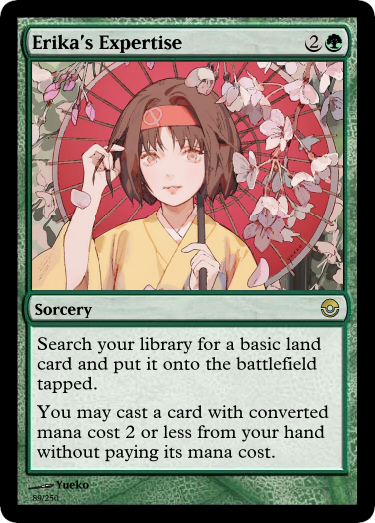 Erika's Expertise 2
Sorcery
Search your library for a basic land
card and put it onto the battlefield
tapped.
You may cast a card with converted
mana cost 2 or less from your hand
without paying its mana cost.
Yueko
89/250